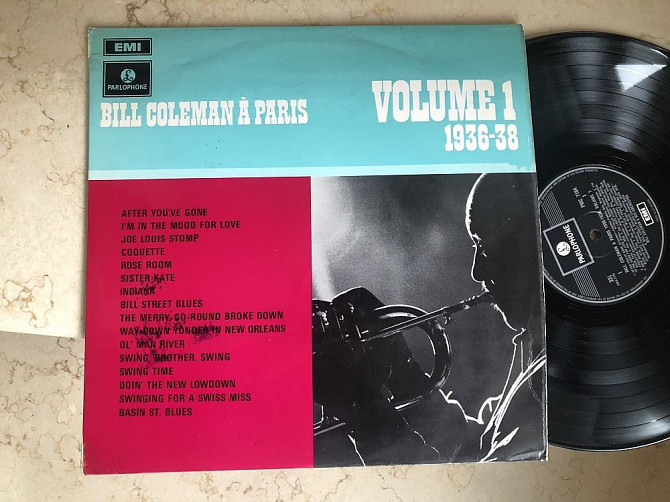 EMI
PARLOPHONE
BILL COLEMAN À PARIS
VOLUME 1
1936-38
AFTER YOU'VE GONE
I'M IN THE MOOD FOR LOVE
JOE LOUIS STOMP
COQUETTE
ROSE ROOM
SISTER KATE
INDIANA
BILL STREET BLUES
THE MERRY GO-ROUND BROKE DOWN
WAY DOWN YONDER IN NEW ORLEANS
OL' MAN RIVER
SWING, BROTHER, SWING
SWING TIME
DOIN' THE NEW LOWDOWN
SWINGING FOR A SWISS MISS
BASIN ST. BLUES
EMI
PARLOPHONE